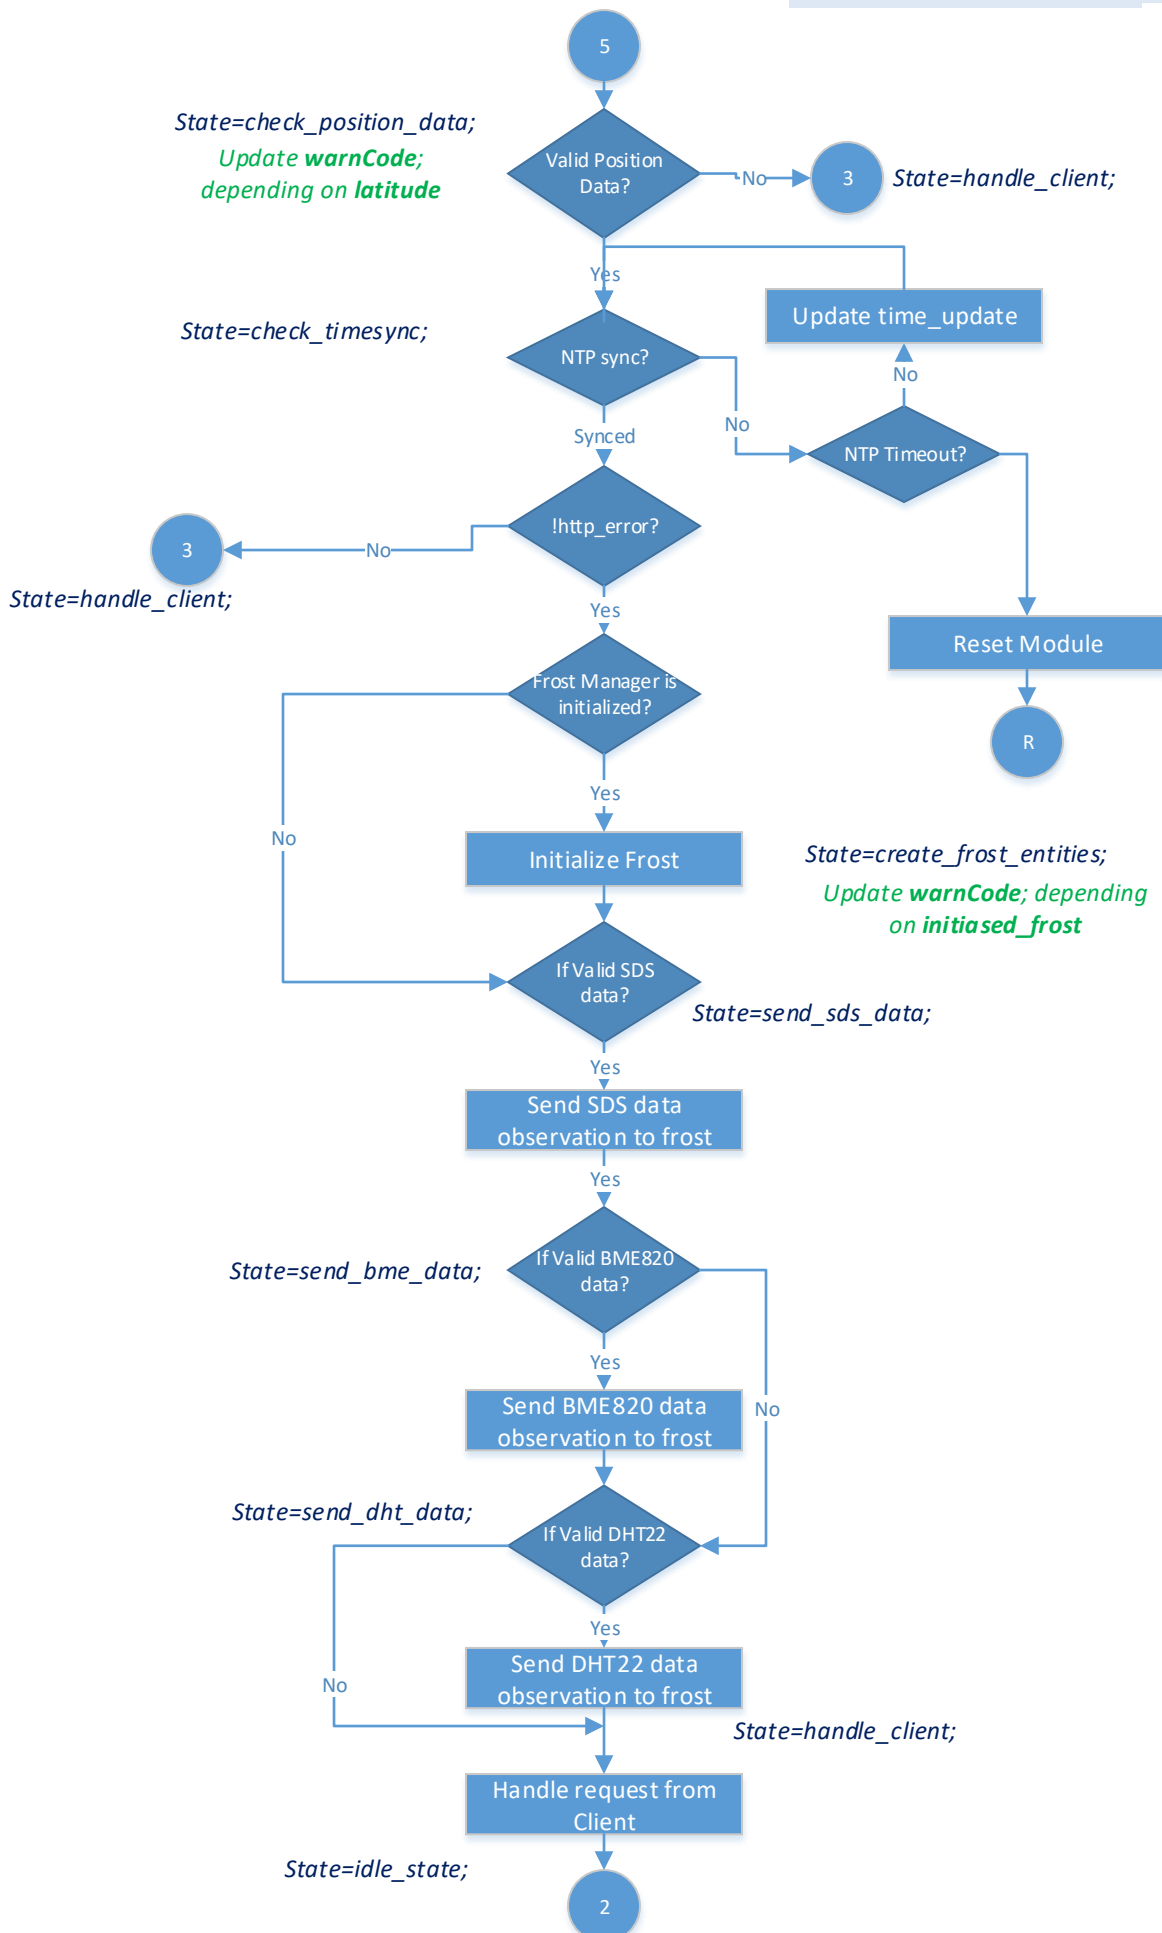 5
State=check_position_data;
Update warnCode;
depending on latitude
Valid Position
Data?
No
3
State=handle_client;
Yes
Update time_update
State=check_timesync;
NTP sync?
No
No
Synced
NTP Timeout?
!http_error?
No
3
State=handle_client;
Yes
Reset Module
Frost Manager is
initialized?
R
Yes
No
Initialize Frost
State=create_frost_entities;
Update warnCode; depending
on initiased_frost
If Valid SDS
data?
State=send_sds_data;
Yes
Send SDS data
observation to frost
Yes
If Valid BME820
data?
State=send_bme_data;
Yes
Send BME820 data
observation to frost
No
State=send_dht_data;
If Valid DHT22
data?
Yes
Send DHT22 data
observation to frost
No
State=handle_client;
Handle request from
Client
State=idle_state;
2